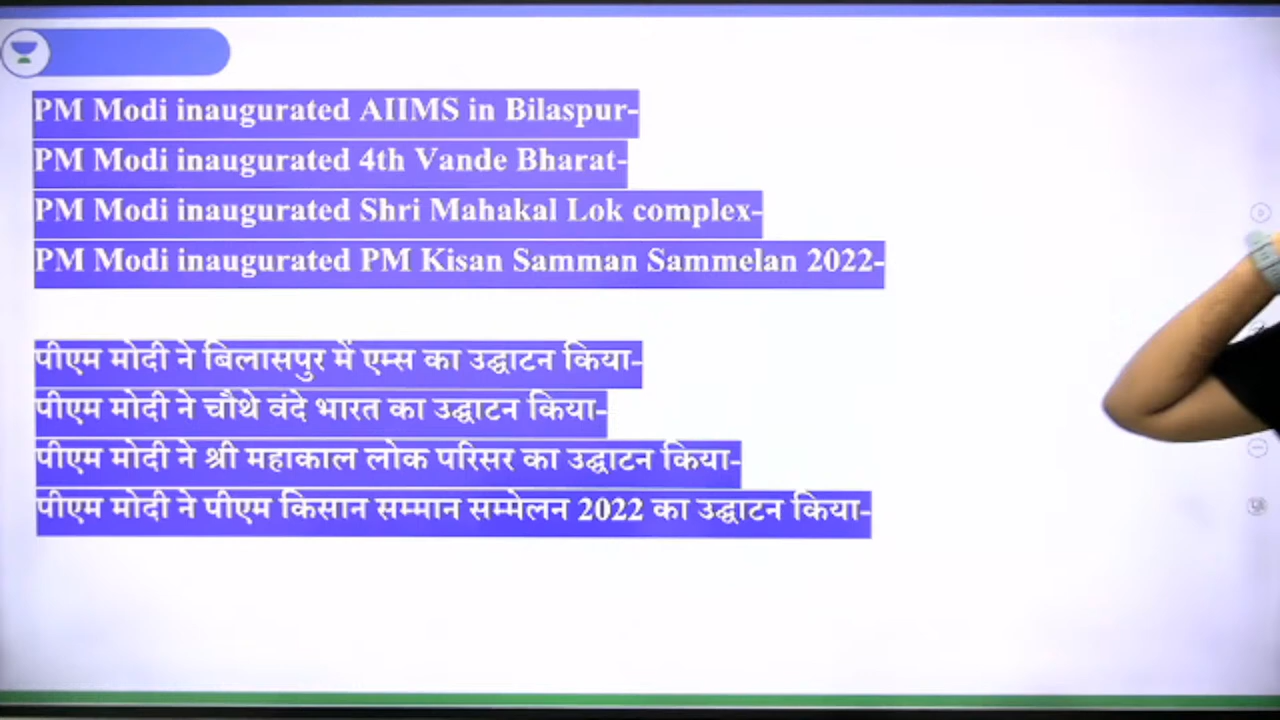 PM Modi inaugurated AIIMS in Bilaspur-
PM Modi inaugurated 4th Vande Bharat-
PM Modi inaugurated Shri Mahakal Lok complex-
PM Modi inaugurated PM Kisan Samman Sammelan 2022-
पीएम मोदी ने बिलासपुर में एम्स का उद्घाटन किया-
पीएम मोदी ने चौथे वंदे भारत का उद्घाटन किया-
पीएम मोदी ने श्री महाकाल लोक परिसर का उद्घाटन किया-
पीएम मोदी ने पीएम किसान सम्मान सम्मेलन 2022 का उद्घाटन किया-